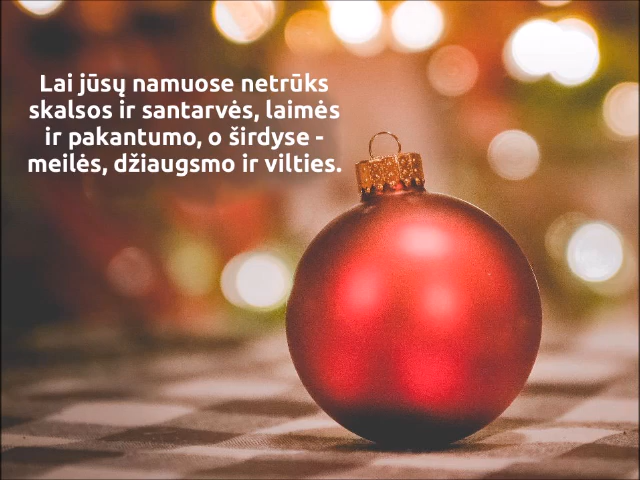 Lai jūsų namuose netrūks
skalsos ir santarvės, laimės
ir pakantumo, o širdyse -
meilės, džiaugsmo ir vilties.